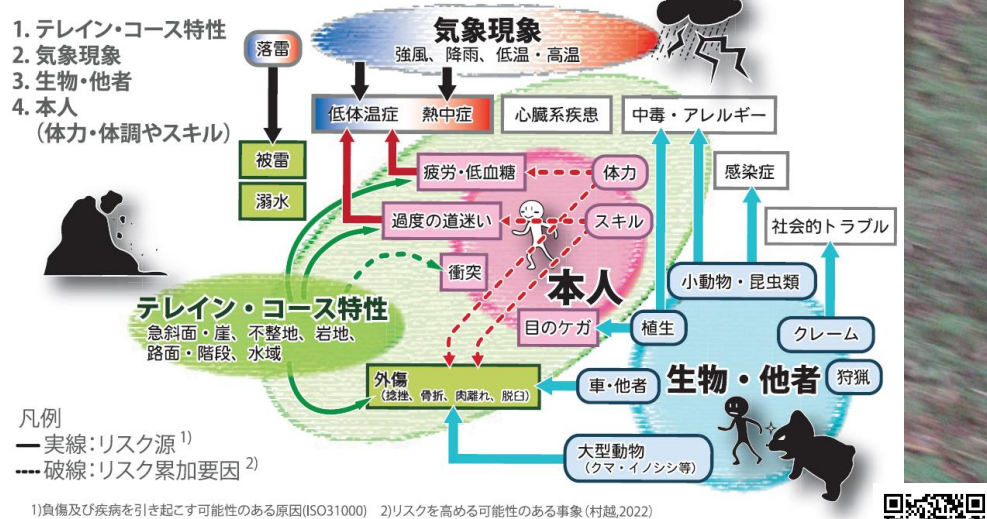 1. テレイン・コース特性
2. 気象現象
3. 生物・他者
4. 本人
（体力・体調やスキル）
落雷
気象現象
強風、降雨、低温・高温
低体温症　熱中症
心臓系疾患
中毒・アレルギー
被雷
溺水
疲労・低血糖
体力
感染症
過度の道迷い
スキル
社会的トラブル
衝突
小動物・昆虫類
本人
テレイン・コース特性
急斜面・崖、不整地、岩地、
路面・階段、水域
目のケガ
植生
クレーム
外傷
（捻挫、骨折、肉離れ、脱臼）
車・他者
生物・他者
狩猟
大型動物
（クマ・イノシシ等）
凡例
実線：リスク源 1)
破線：リスク累加要因 2)
1)負傷及び疾病を引き起こす可能性のある原因(ISO31000)　2)リスクを高める可能性のある事象（村越,2022）